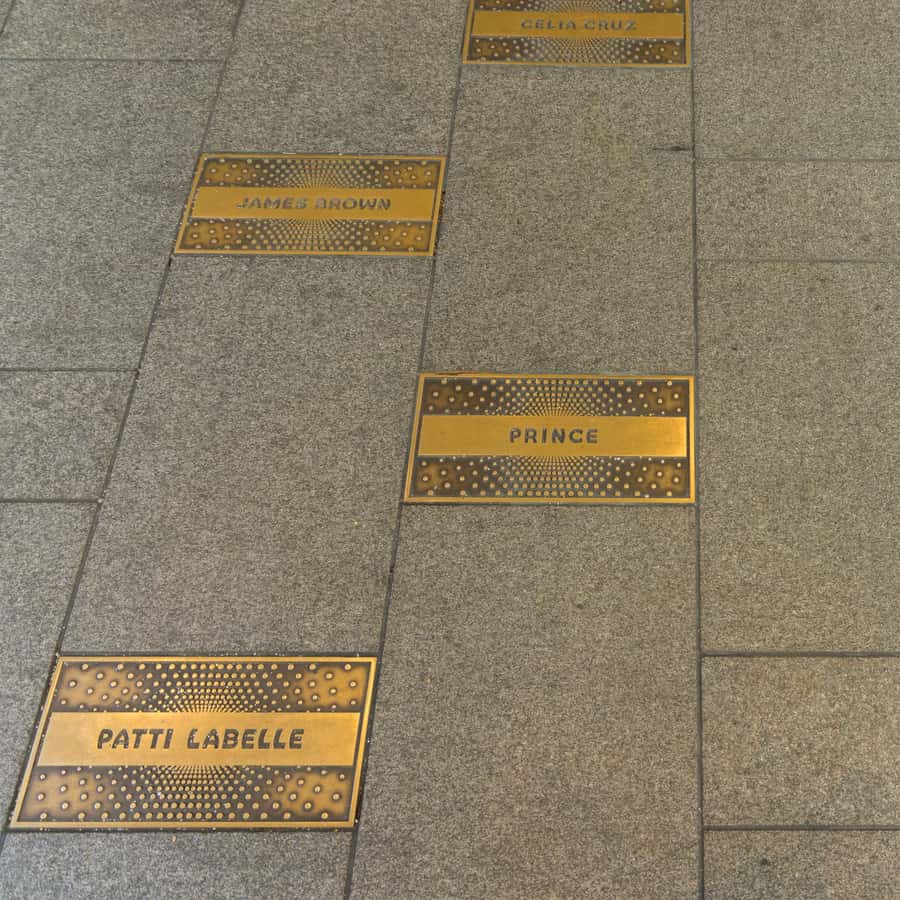 CELIA CRUZ
JAMES BROWN
PRINCE
PATTI LABELLE